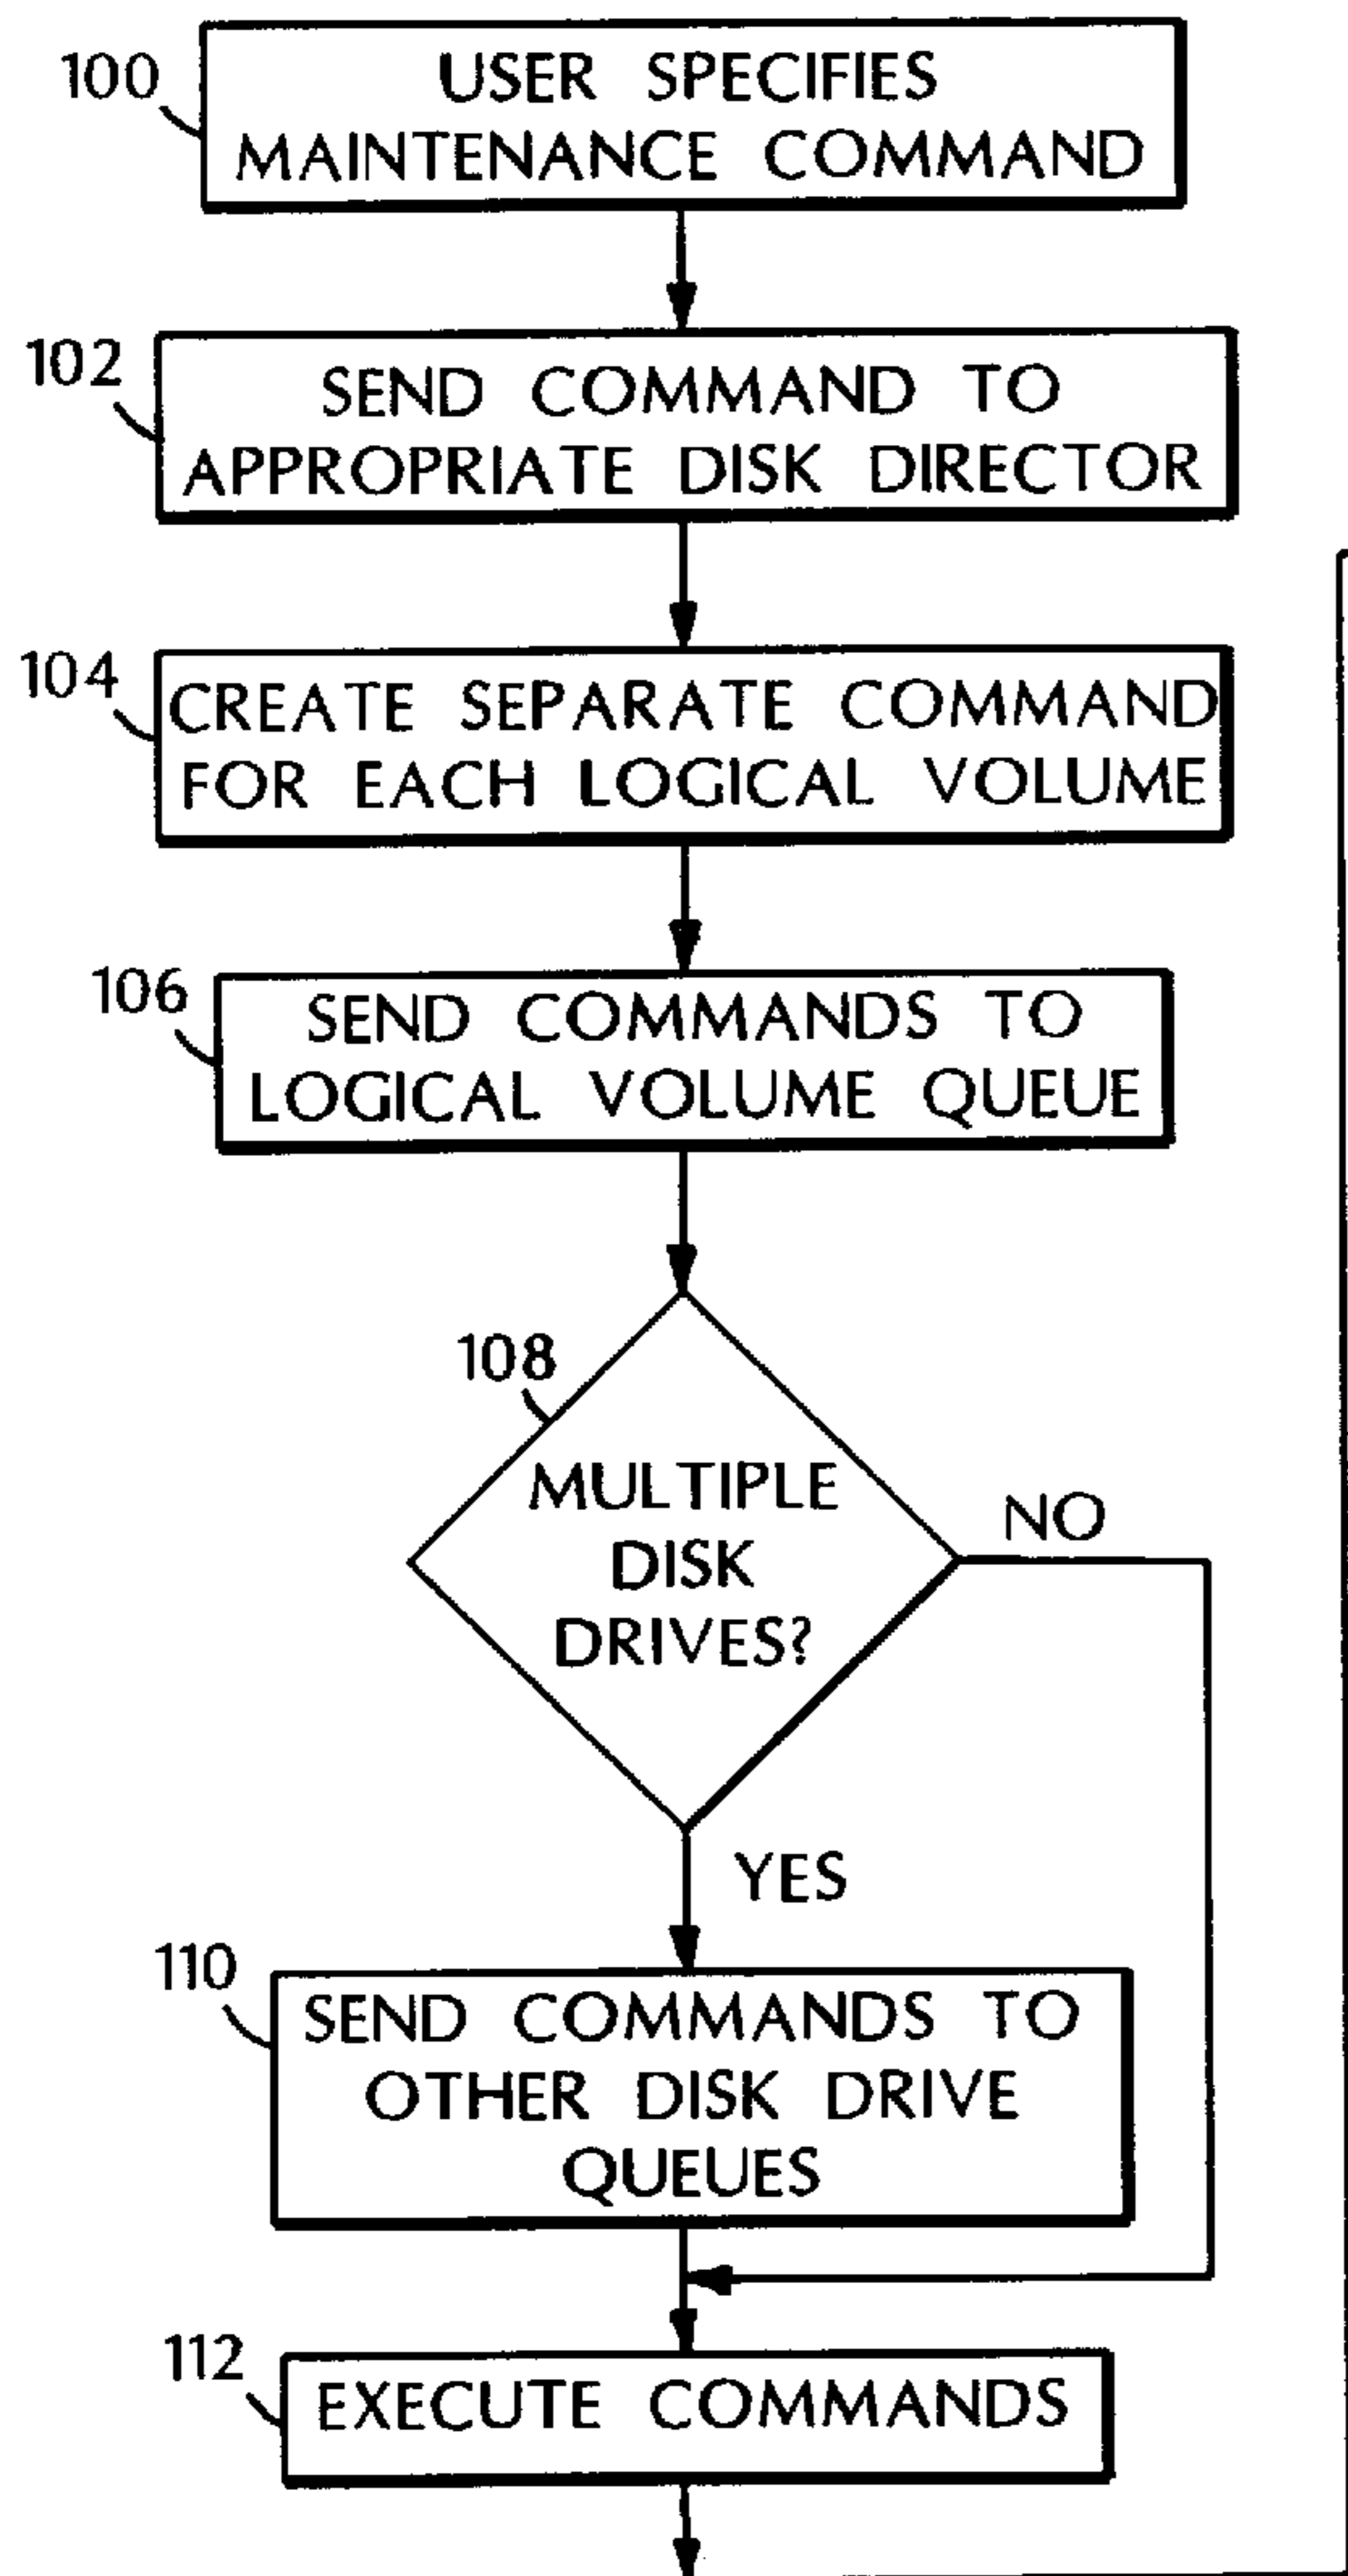 100
USER SPECIFIES
MAINTENANCE COMMAND
102
SEND COMMAND TO
APPROPRIATE DISK DIRECTOR
104
CREATE SEPARATE COMMAND
FOR EACH LOGICAL VOLUME
106
SEND COMMANDS TO
LOGICAL VOLUME QUEUE
108
MULTIPLE
DISK
DRIVES?
NO
YES
110
SEND COMMANDS TO
OTHER DISK DRIVE
QUEUES
112
EXECUTE COMMANDS